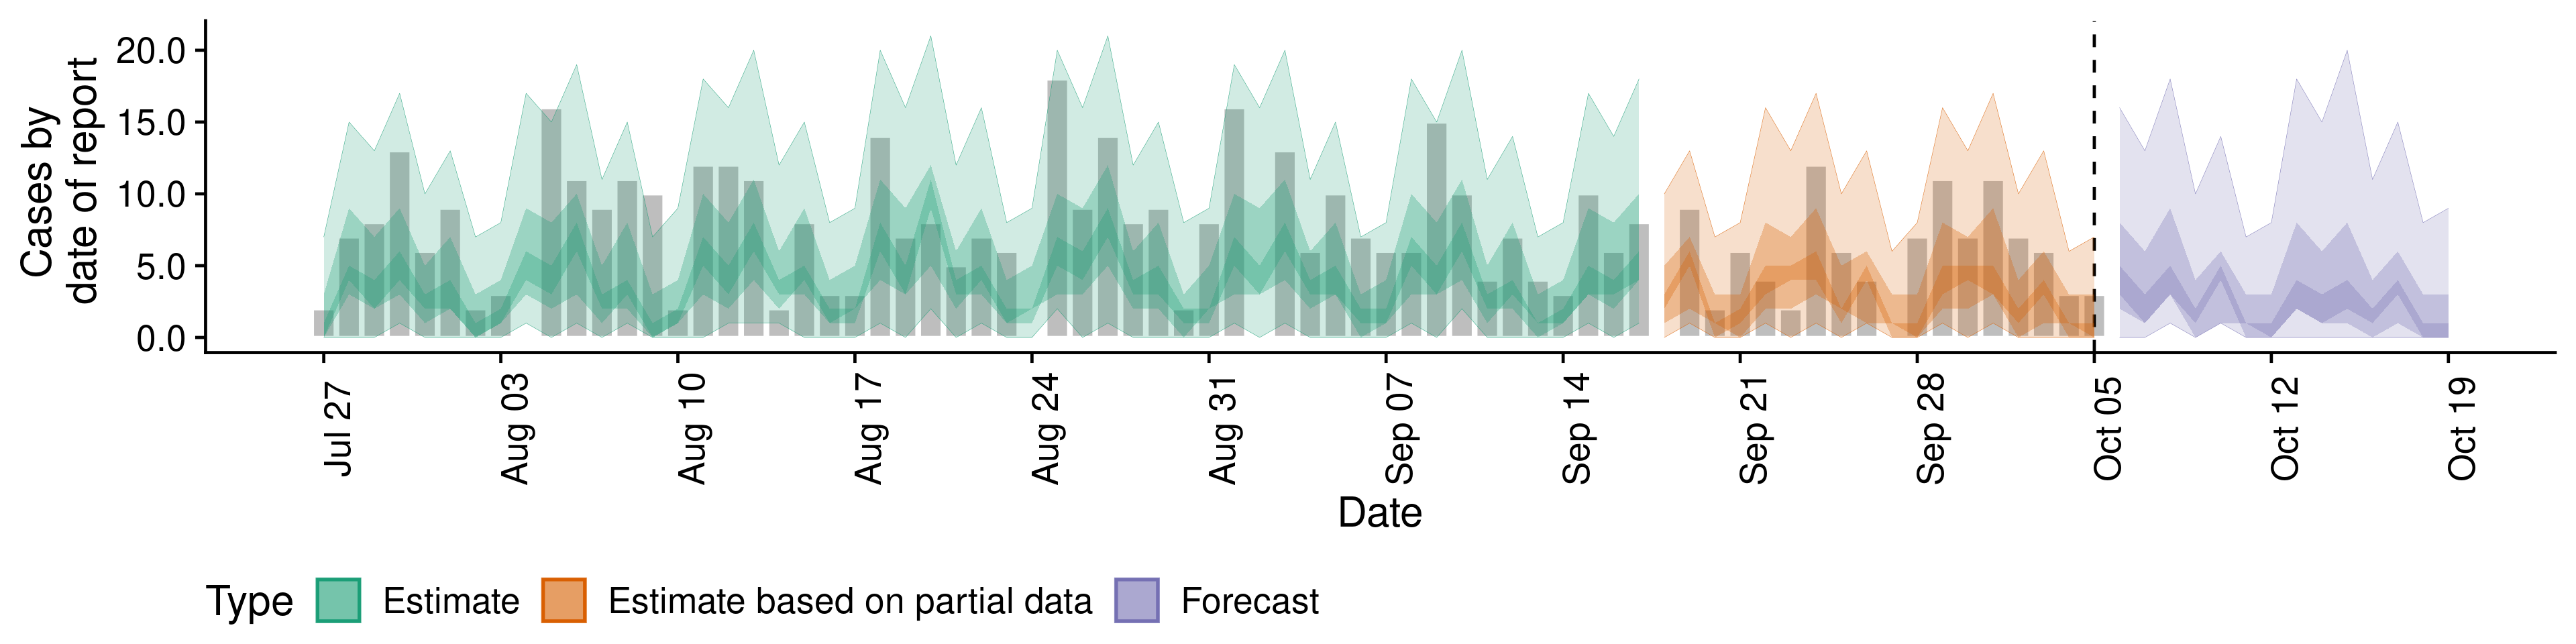 Cases by
date of report
20.0
15.0
10.0
5.0
0.0
Jul 27
Aug 03
Aug 10
Aug 17
Aug 24
Aug 31
Sep 07
Sep 14
Sep 21
Sep 28
Oct 05
Oct 12
Oct 19
Date
Type Estimate Estimate based on partial data Forecast